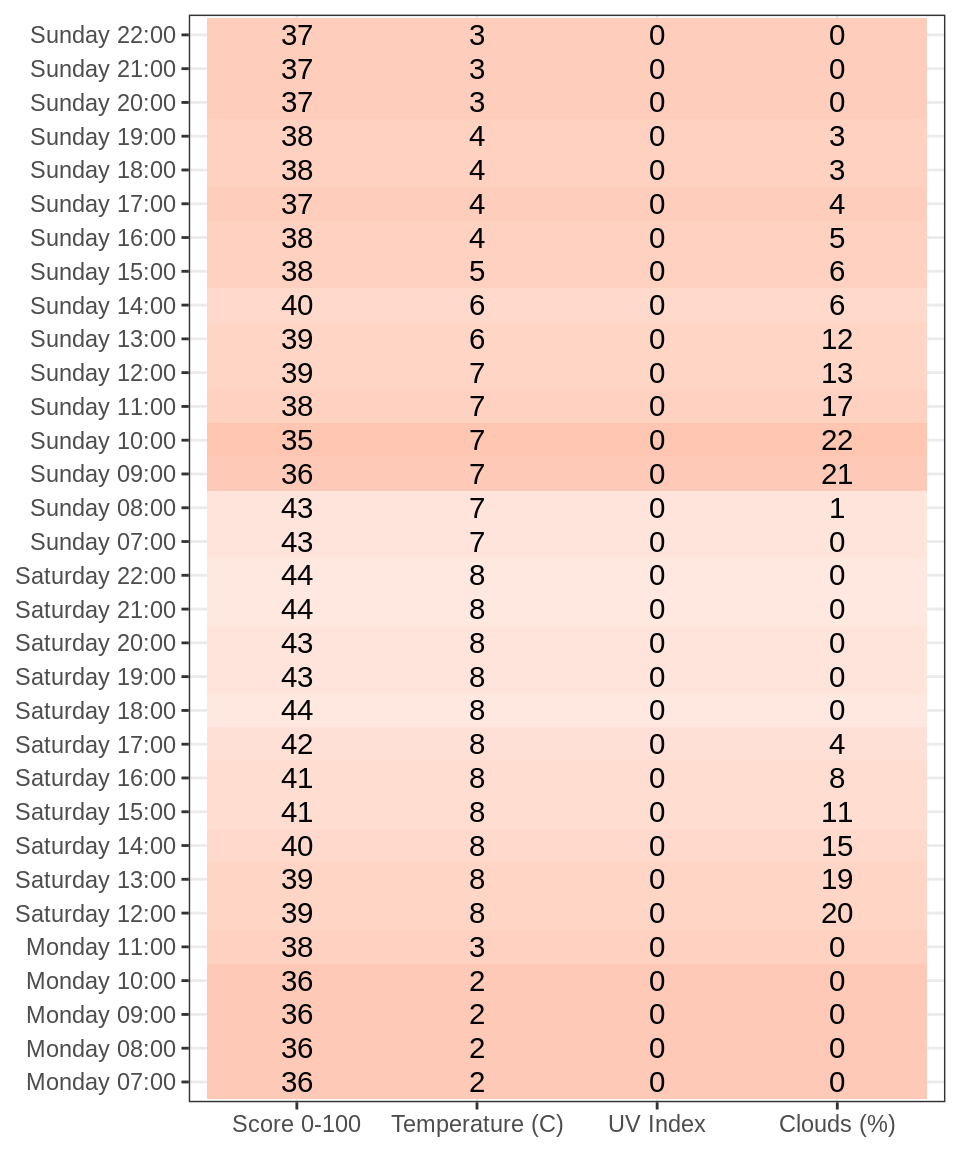 Sunday 22:00 37 3 0 0
Sunday 21:00 37 3 0 0
Sunday 20:00 37 3 0 0
Sunday 19:00 38 4 0 3
Sunday 18:00 38 4 0 3
Sunday 17:00 37 4 0 4
Sunday 16:00 38 4 0 5
Sunday 15:00 38 5 0 6
Sunday 14:00 40 6 0 6
Sunday 13:00 39 6 0 12
Sunday 12:00 39 7 0 13
Sunday 11:00 38 7 0 17
Sunday 10:00 35 7 0 22
Sunday 09:00 36 7 0 21
Sunday 08:00 43 7 0 1
Sunday 07:00 43 7 0 0
Saturday 22:00 44 8 0 0
Saturday 21:00 44 8 0 0
Saturday 20:00 43 8 0 0
Saturday 19:00 43 8 0 0
Saturday 18:00 44 8 0 0
Saturday 17:00 42 8 0 4
Saturday 16:00 41 8 0 8
Saturday 15:00 41 8 0 11
Saturday 14:00 40 8 0 15
Saturday 13:00 39 8 0 19
Saturday 12:00 39 8 0 20
Monday 11:00 38 3 0 0
Monday 10:00 36 2 0 0
Monday 09:00 36 2 0 0
Monday 08:00 36 2 0 0
Monday 07:00 36 2 0 0
Score 0-100 Temperature (C) UV Index Clouds (%)